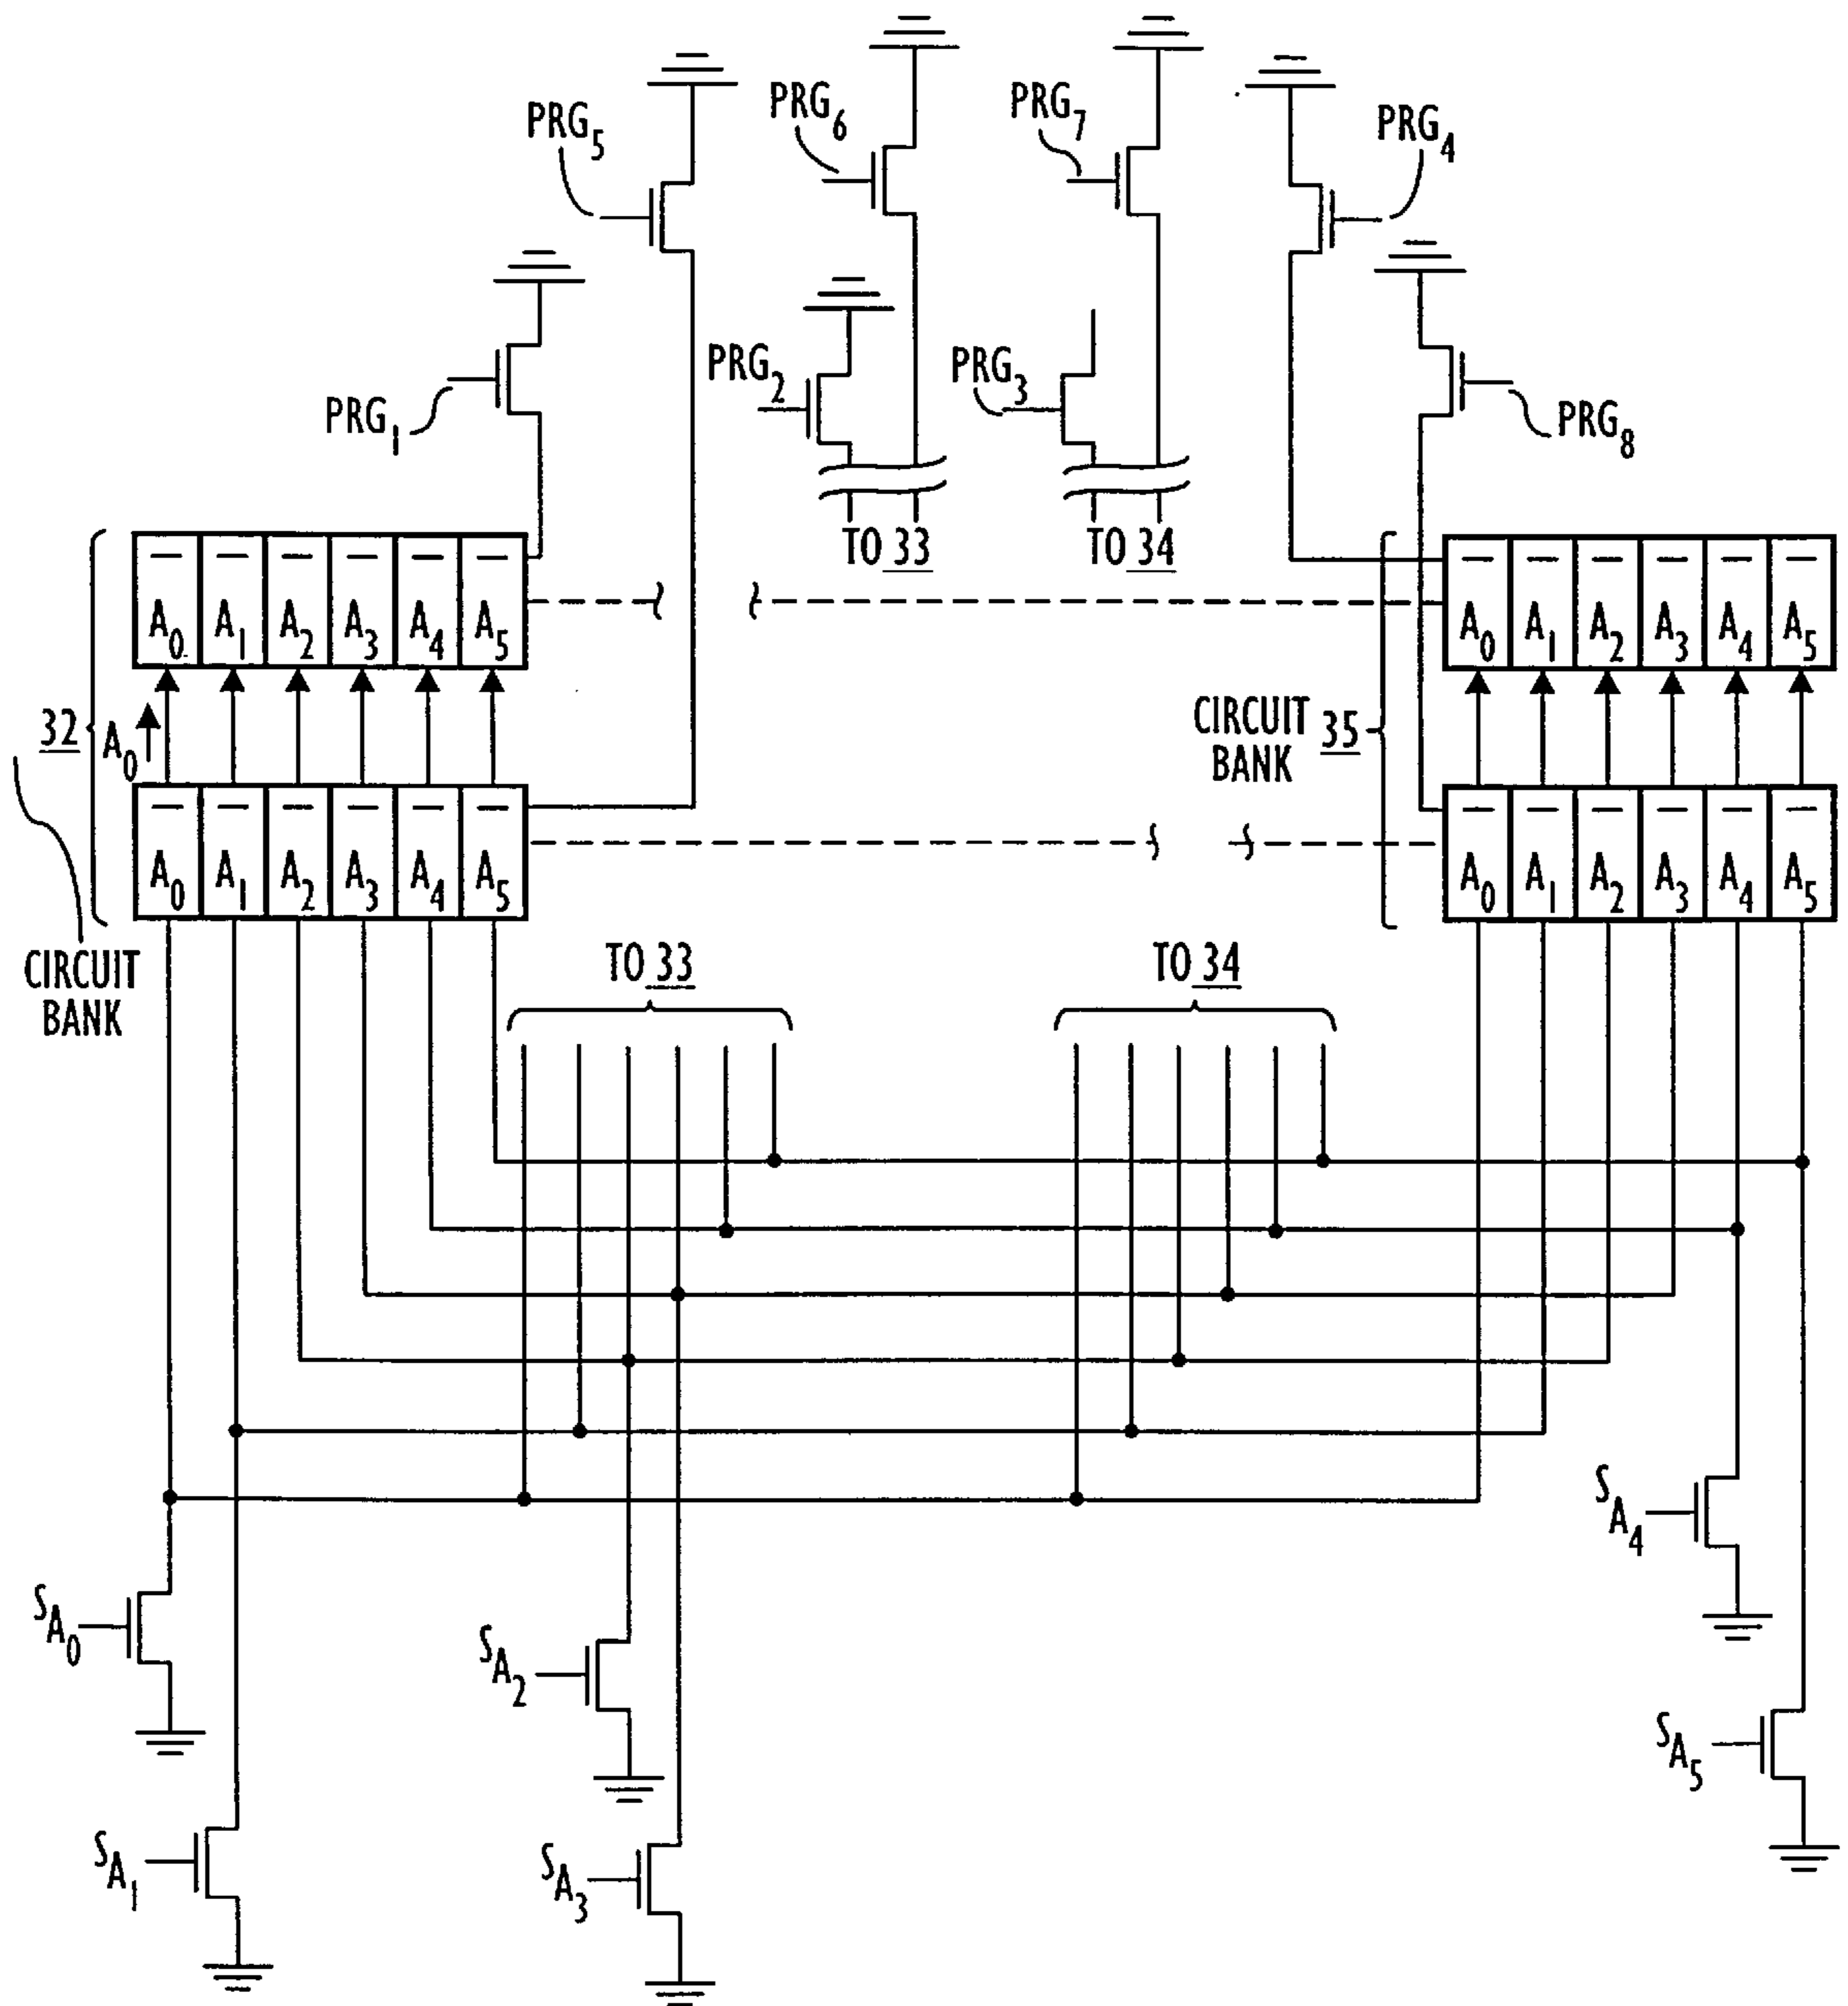 PRG5
PRG6
PRG7
PRG4
PRG1
PRG2
PRG3
PRG8
TO 33
TO 34
A0 A1 A2 A3 A4 A5
A0 A1 A2 A3 A4 A5
32
A0
CIRCUIT
BANK
35
A0 A1 A2 A3 A4 A5
A0 A1 A2 A3 A4 A5
CIRCUIT
BANK
TO 33
TO 34
SA4
SA0
SA2
SA5
SA1
SA3